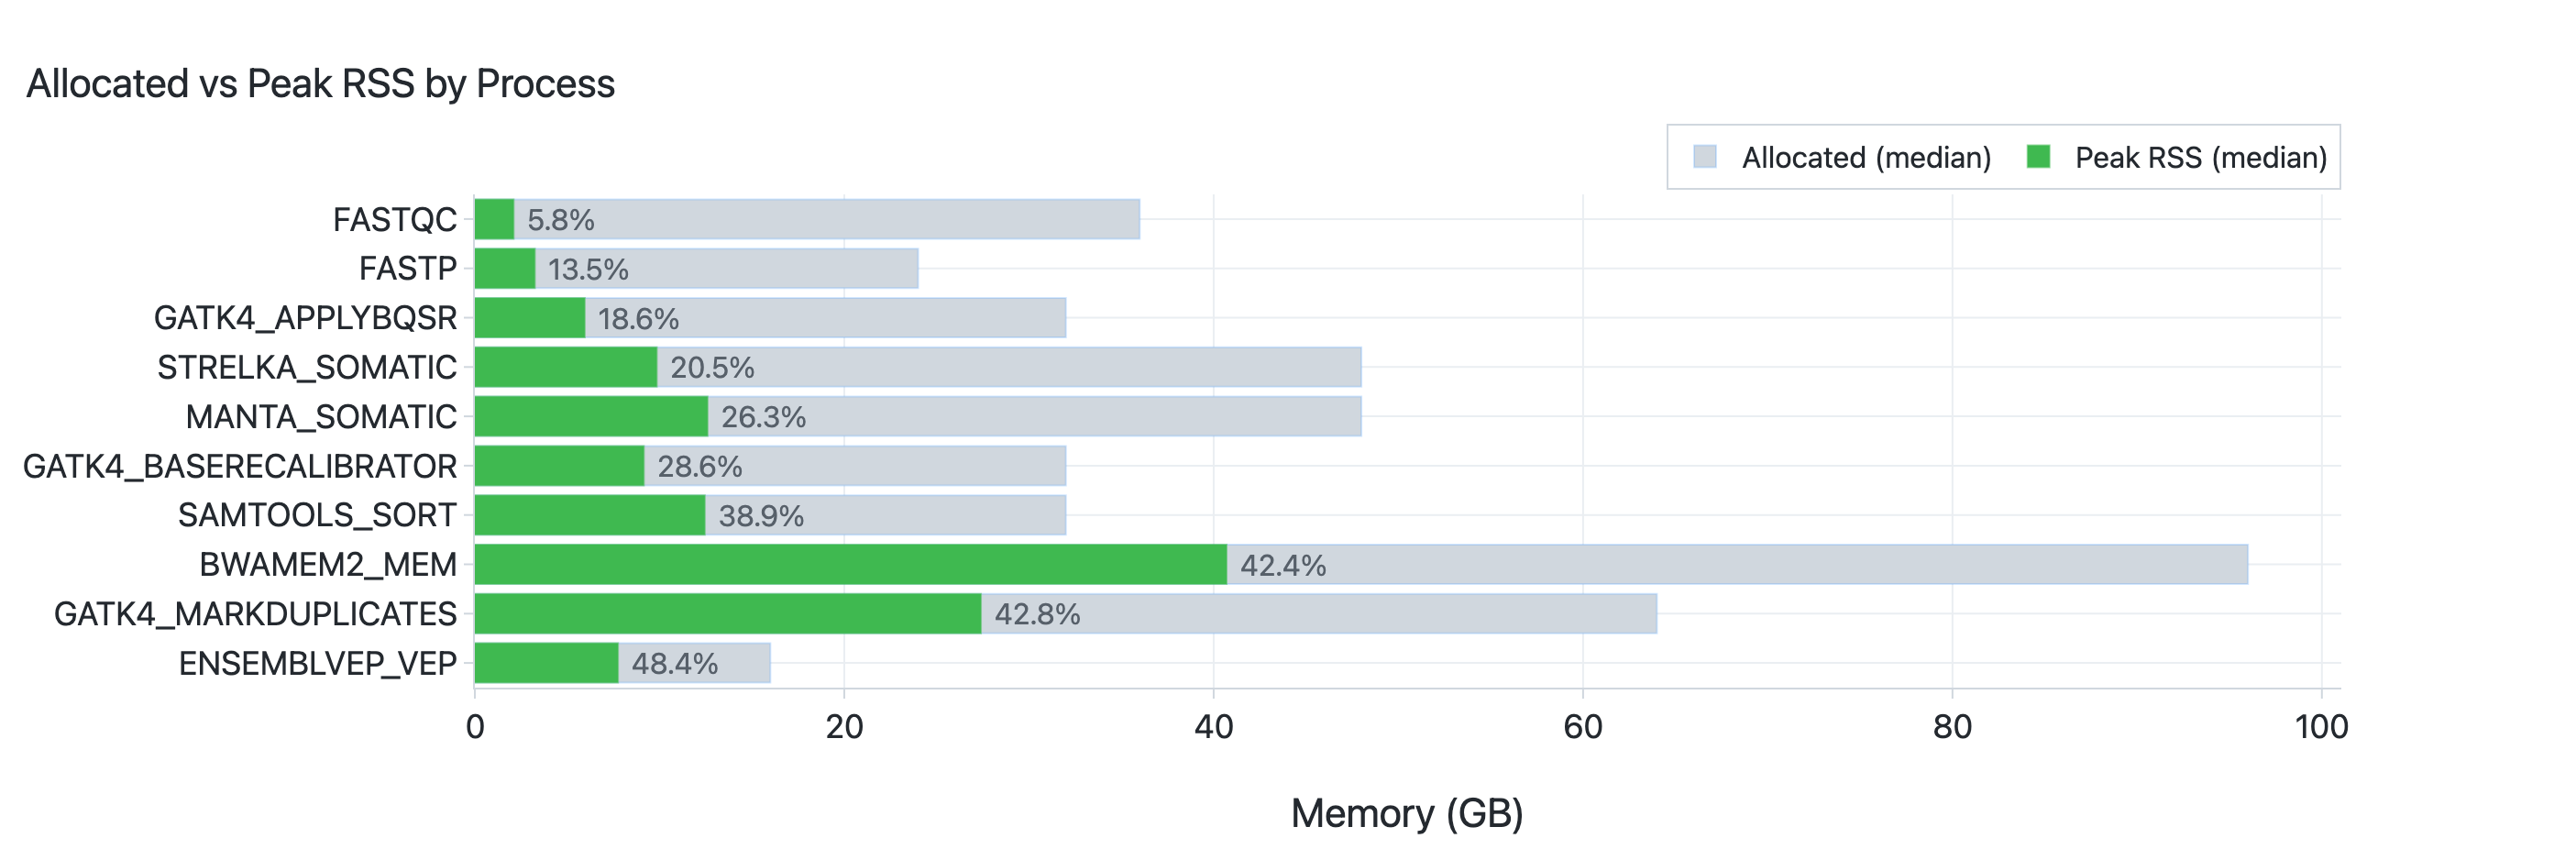 Allocated vs Peak RSS by Process
Allocated (median) Peak RSS (median)
FASTQC 5.8%
FASTP 13.5%
GATK4_APPLYBQSR 18.6%
STRELKA_SOMATIC 20.5%
MANTA_SOMATIC 26.3%
GATK4_BASERECALIBRATOR 28.6%
SAMTOOLS_SORT 38.9%
BWAMEM2_MEM 42.4%
GATK4_MARKDUPLICATES 42.8%
ENSEMBLVEP_VEP 48.4%
0 20 40 60 80 100
Memory (GB)